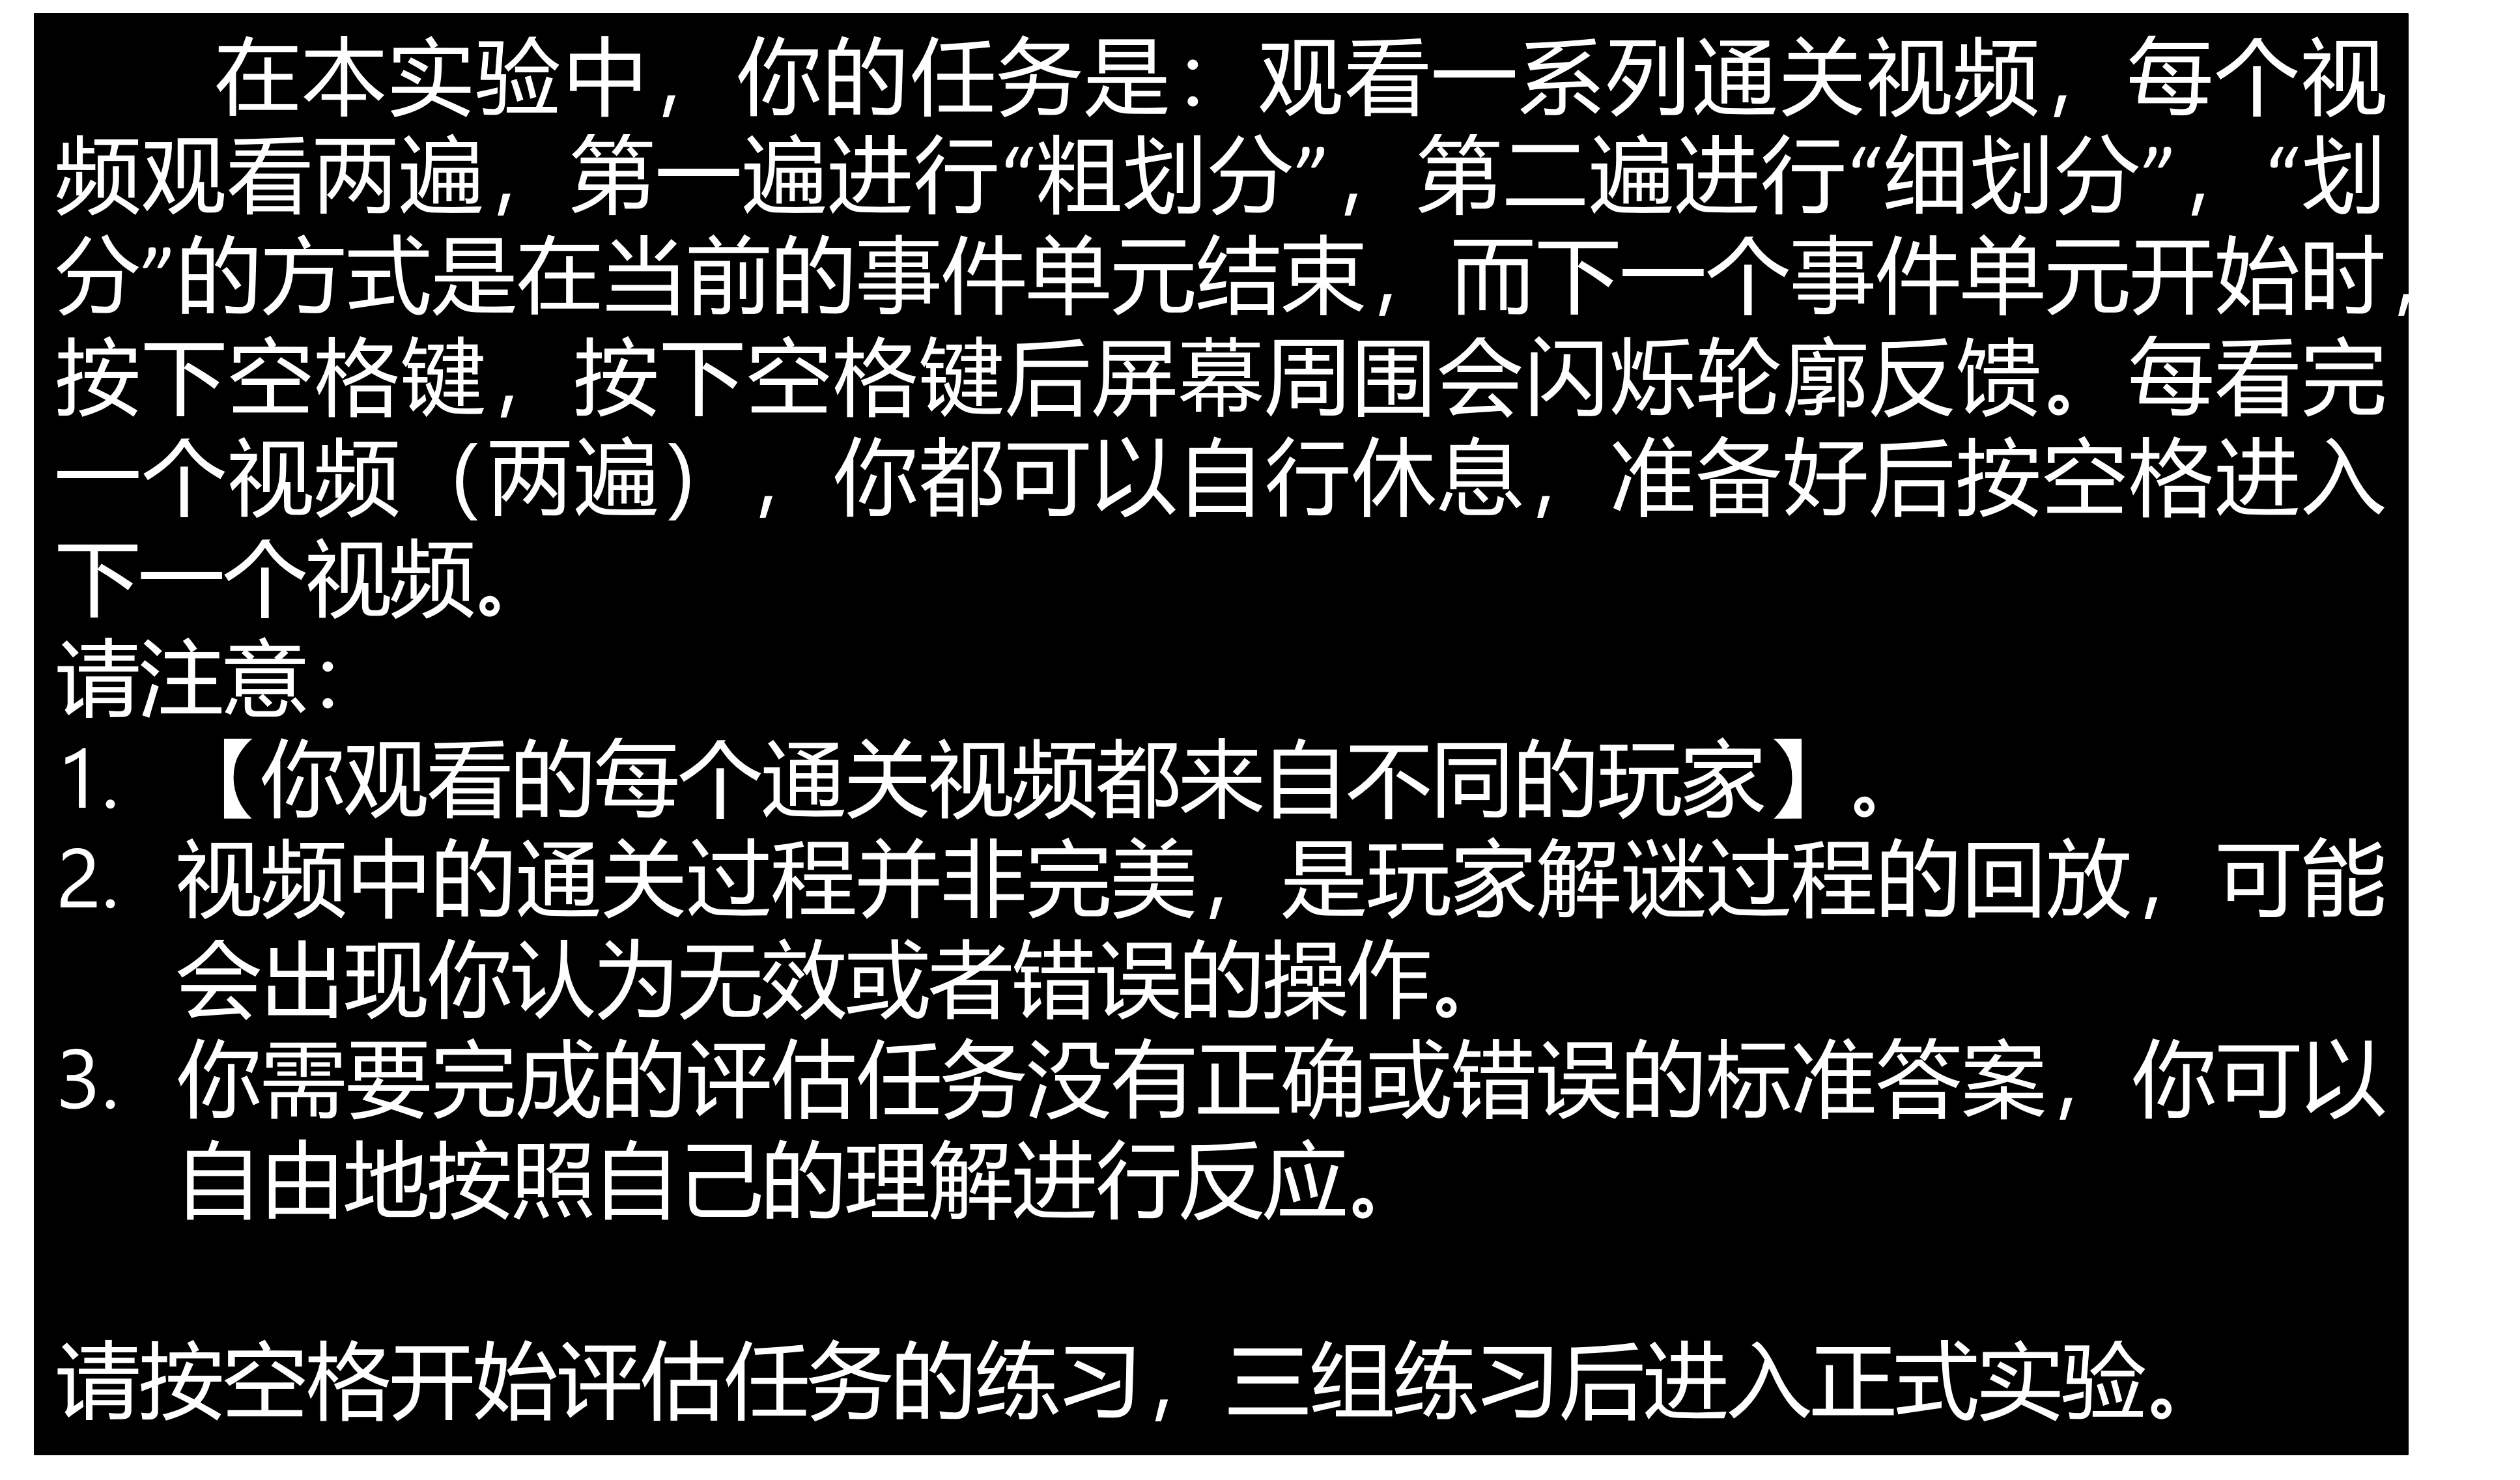 在本实验中，你的任务是：观看一系列通关视频，每个视
频观看两遍，第一遍进行“粗划分”，第二遍进行“细划分”，“划
分”的方式是在当前的事件单元结束，而下一个事件单元开始时，
按下空格键，按下空格键后屏幕周围会闪烁轮廓反馈。每看完
一个视频（两遍），你都可以自行休息，准备好后按空格进入
下一个视频。
请注意：
1. 【你观看的每个通关视频都来自不同的玩家】。
2. 视频中的通关过程并非完美，是玩家解谜过程的回放，可能
会出现你认为无效或者错误的操作。
3. 你需要完成的评估任务没有正确或错误的标准答案，你可以
自由地按照自己的理解进行反应。
请按空格开始评估任务的练习，三组练习后进入正式实验。